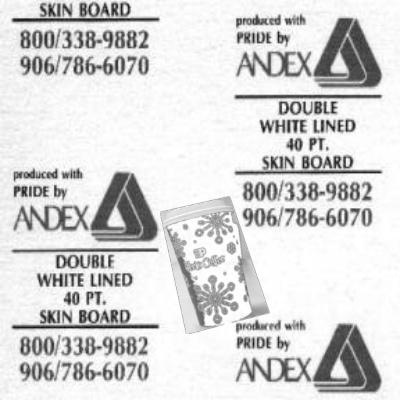 SKIN BOARD
800/338-9882
906/786-6070
produced with
PRIDE by
ANDEX
DOUBLE
WHITE LINED
40 PT.
SKIN BOARD
800/338-9882
906/786-6070
produced with
PRIDE by
ANDEX
DOUBLE
WHITE LINED
40 PT.
SKIN BOARD
800/338-9882
906/786-6070
produced with
PRIDE by
ANDEX